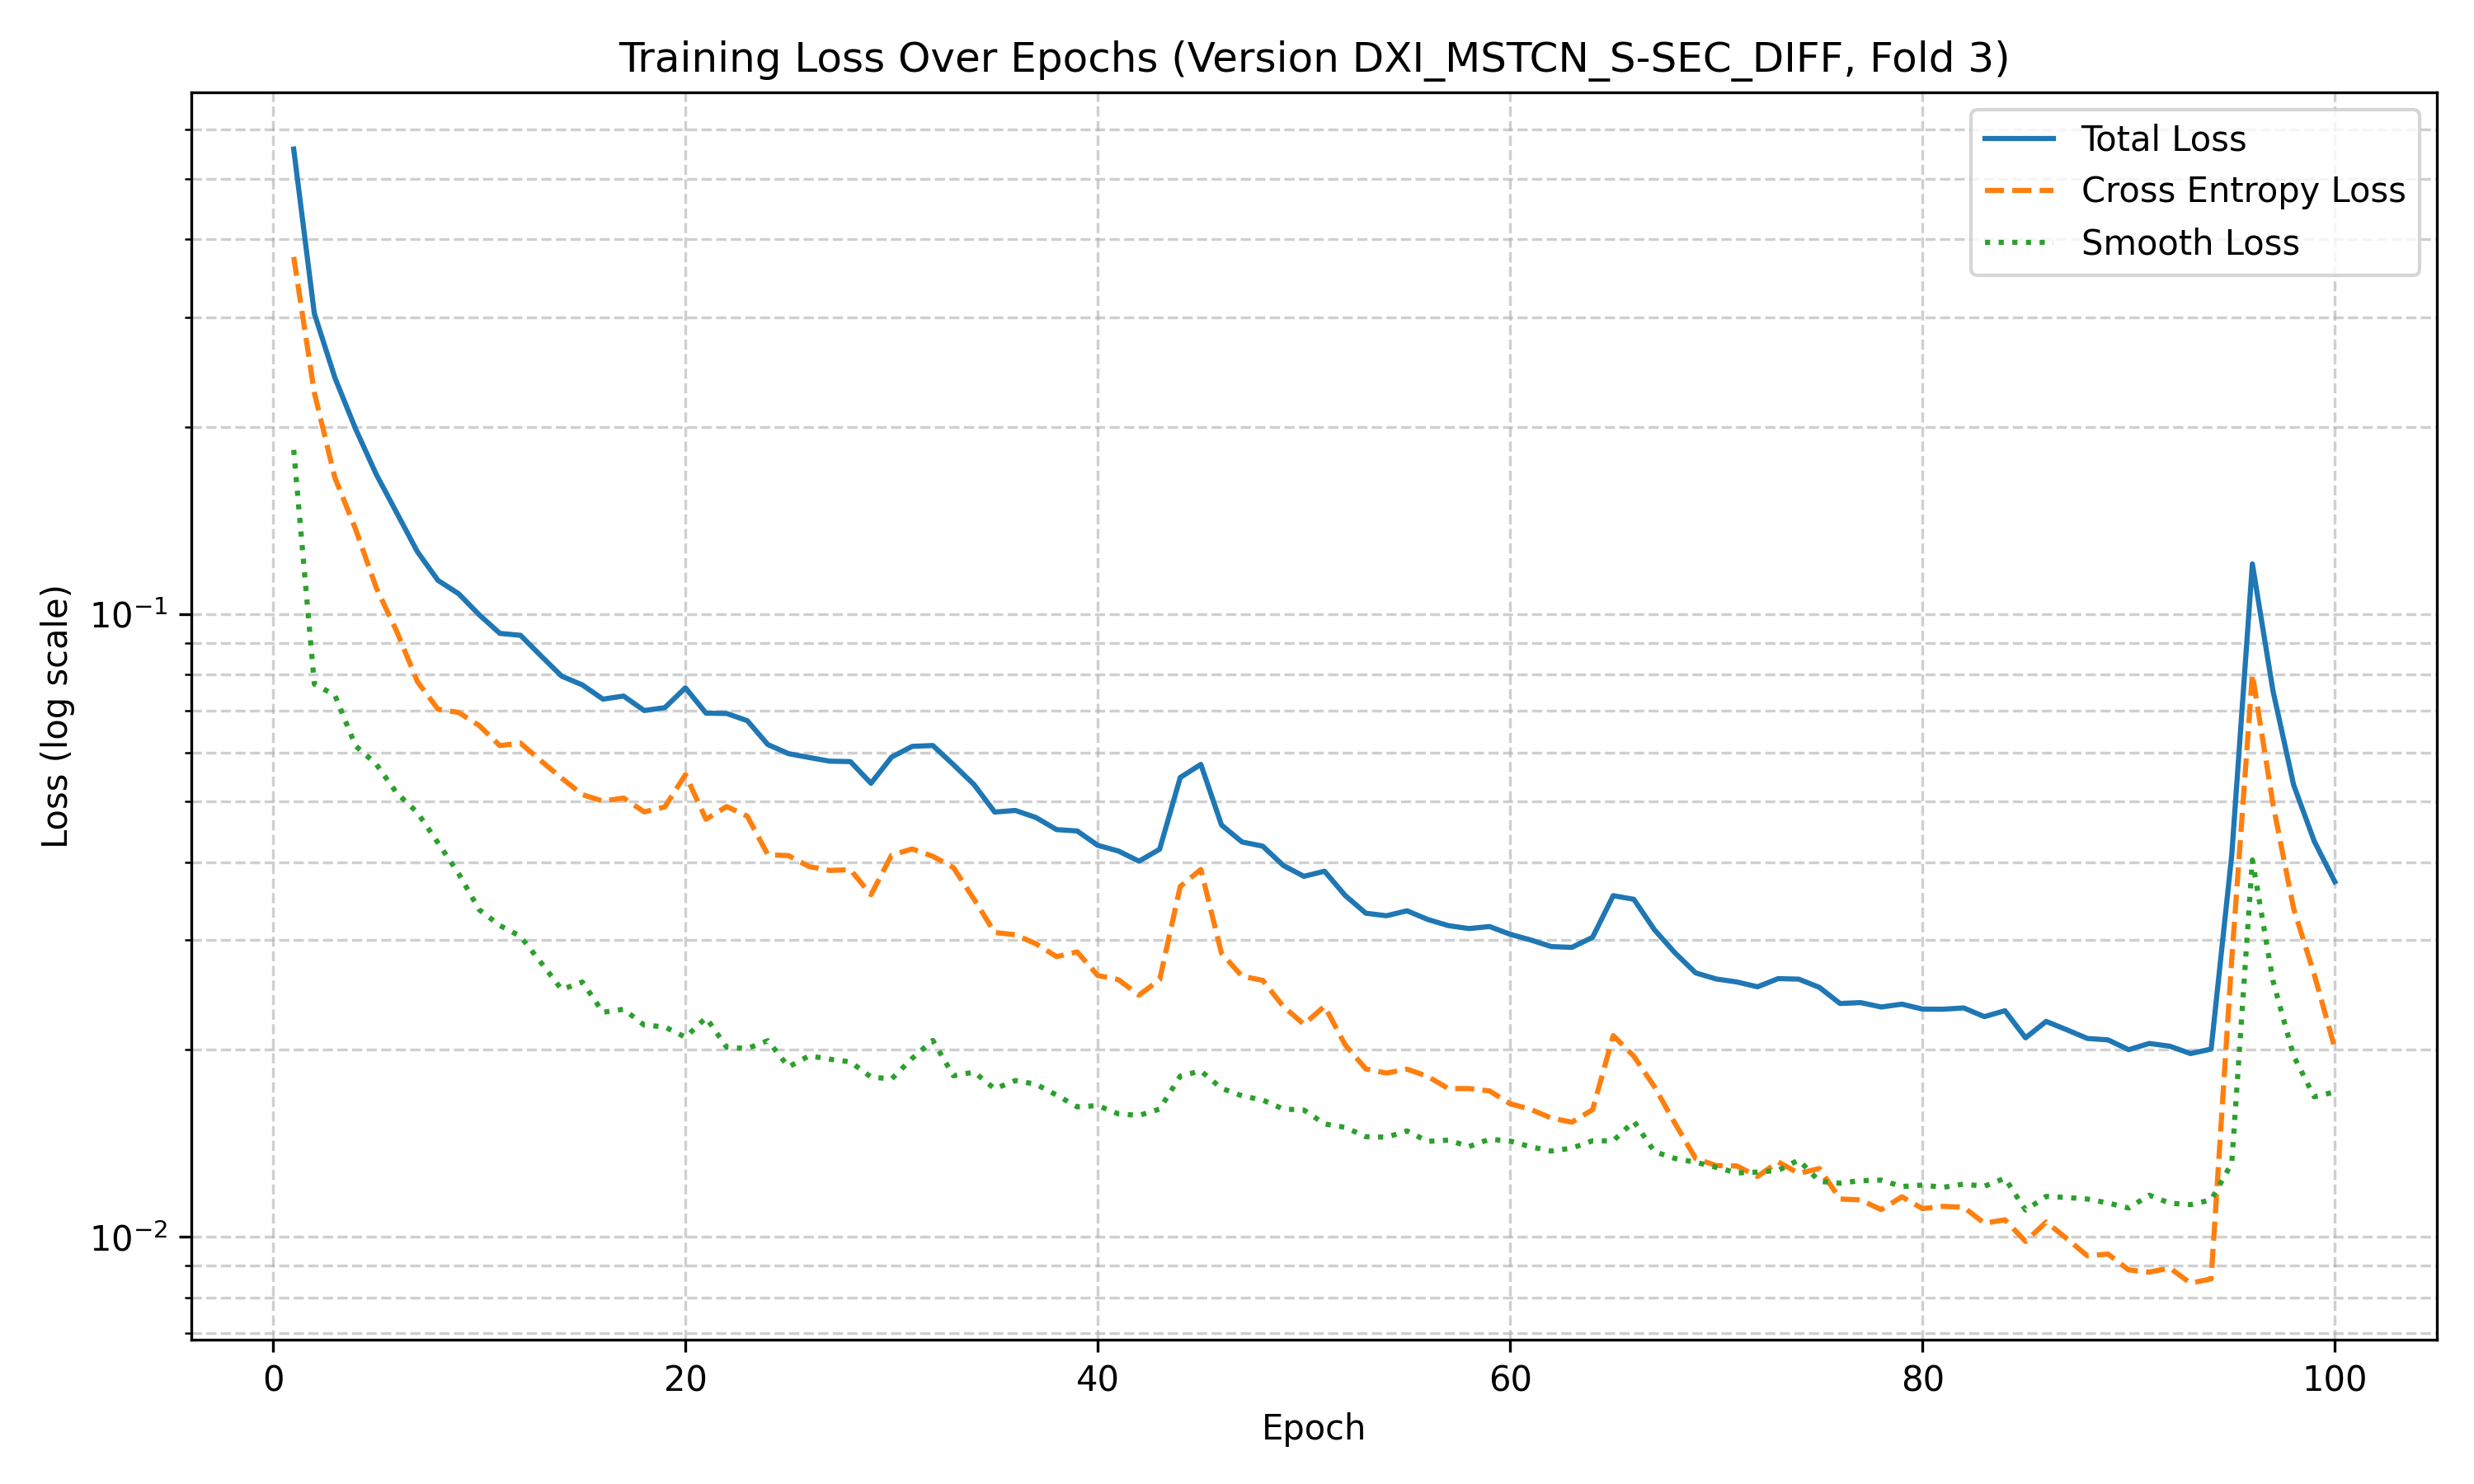 Training Loss Over Epochs (Version DXI_MSTCN_S-SEC_DIFF, Fold 3)
Total Loss
Cross Entropy Loss
Smooth Loss
Loss (log scale)
10⁻¹
10⁻²
0 20 40 60 80 100
Epoch